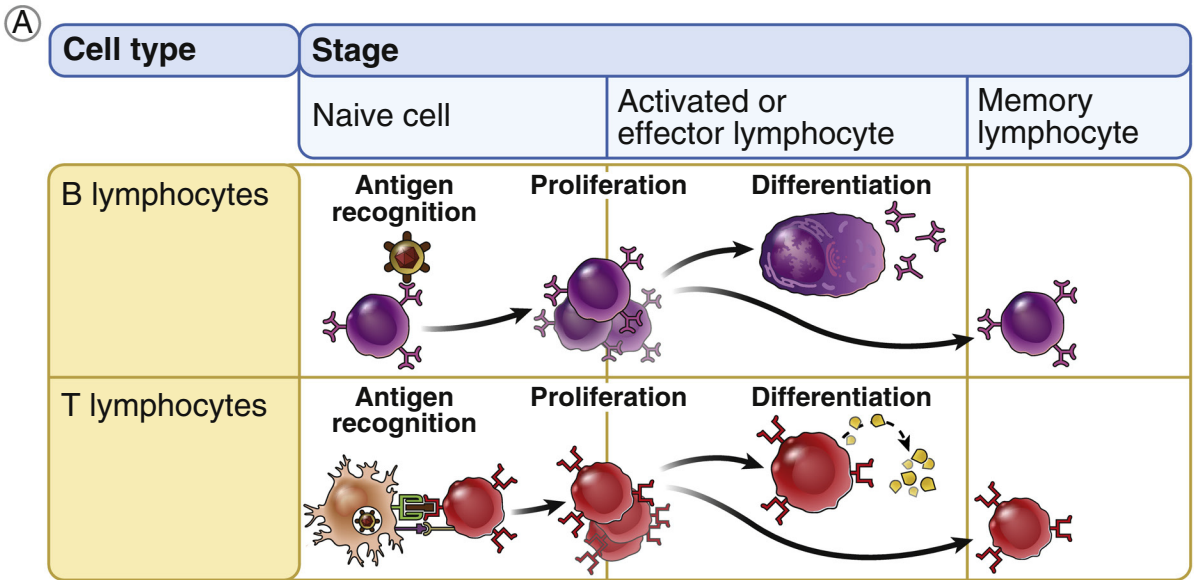 A
Cell type
Stage
Naive cell
Activated or
effector lymphocyte
Memory
lymphocyte
B lymphocytes
Antigen
recognition
Proliferation
Differentiation
T lymphocytes
Antigen
recognition
Proliferation
Differentiation